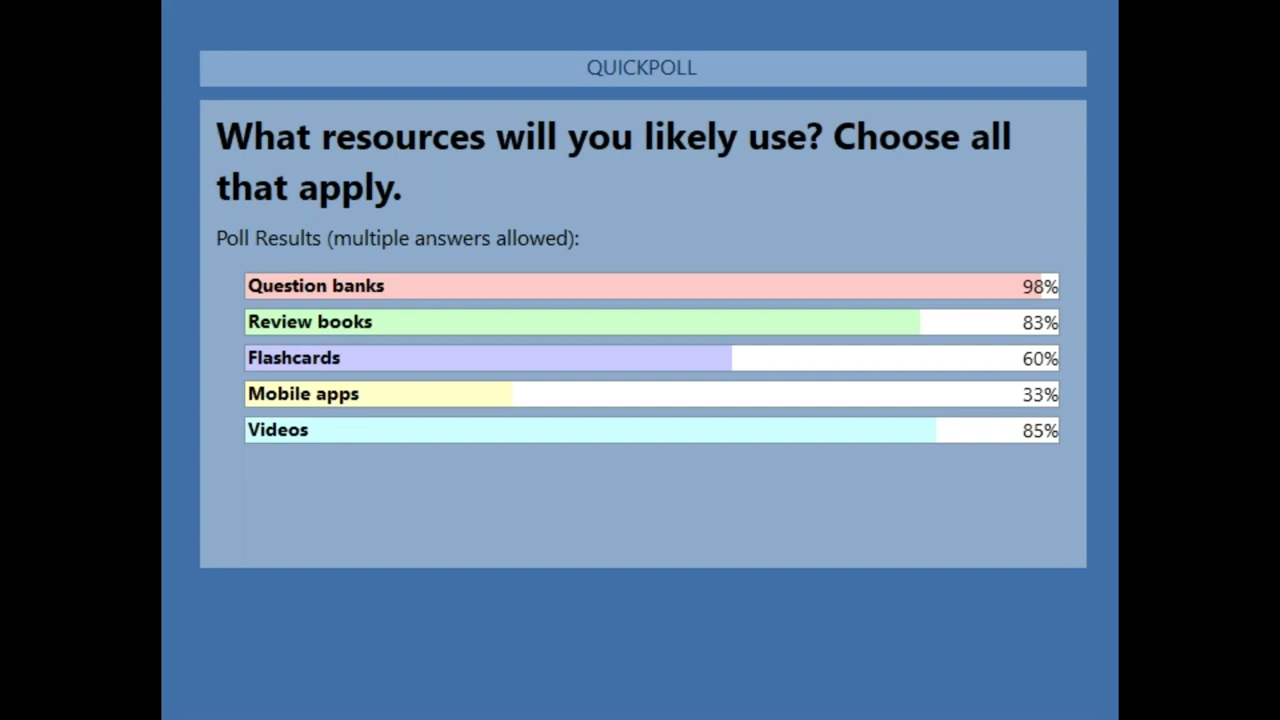 QUICKPOLL
What resources will you likely use? Choose all
that apply.
Poll Results (multiple answers allowed):
Question banks 98%
Review books 83%
Flashcards 60%
Mobile apps 33%
Videos 85%